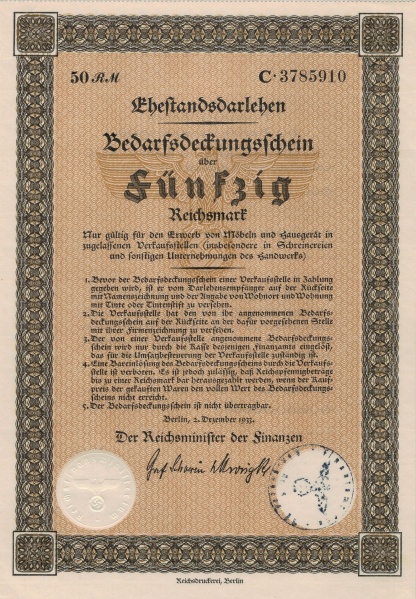 50 RM C·3785910
Ehestandsdarlehen
Bedarfsdeckungsschein
über
Fünfzig
Reichsmark
Nur gültig für den Erwerb von Möbeln und Hausgerät in
zugelassenen Verkaufsstellen (insbesondere in Schreinereien
und sonstigen Unternehmungen des Handwerks)
1. Bevor der Bedarfsdeckungsschein einer Verkaufsstelle in Zahlung
gegeben wird, ist er vom Darlehensempfänger auf der Rückseite
mit Namenszeichnung und der Angabe von Wohnort und Wohnung
mit Tinte oder Tintenstift zu versehen.
2. Die Verkaufsstelle hat den von ihr angenommenen Bedarfs-
deckungsschein auf der Rückseite an der dafür vorgesehenen Stelle
mit ihrer Firmenzeichnung zu versehen.
3. Der von einer Verkaufsstelle angenommene Bedarfsdeckungs-
schein wird nur durch die Kasse desjenigen Finanzamts eingelöst,
das für die Umsatzbesteuerung der Verkaufsstelle zuständig ist.
4. Eine Bareinlösung des Bedarfsdeckungsscheins durch die Verkaufs-
stelle ist verboten. Es ist jedoch zulässig, daß Reichspfennigbeträge
bis zu einer Reichsmark bar herausgezahlt werden, wenn der Kauf-
preis der gekauften Waren den vollen Wert des Bedarfsdeckungs-
scheins nicht erreicht.
5. Der Bedarfsdeckungsschein ist nicht übertragbar.
Berlin, 2. Dezember 1937.
Der Reichsminister der Finanzen
Graf Schwerin v Krosigk
Reichsdruckerei, Berlin